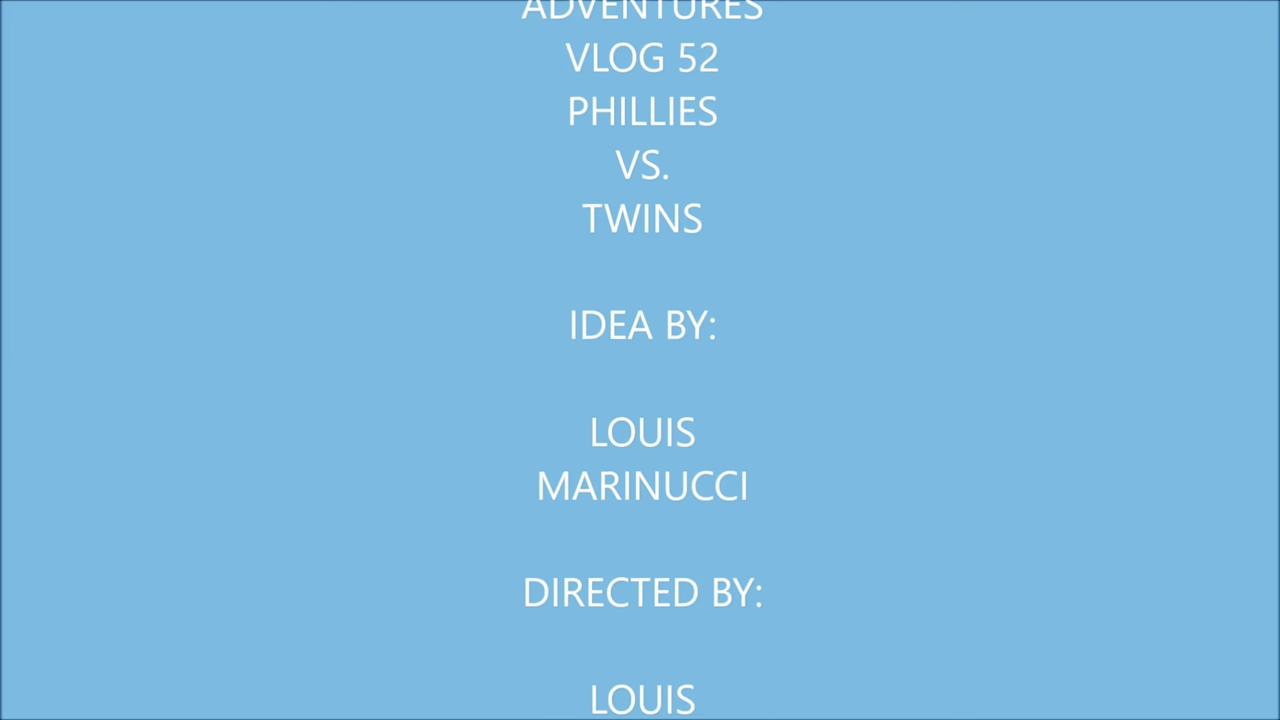 ADVENTURES
VLOG 52
PHILLIES
VS.
TWINS
IDEA BY:
LOUIS
MARINUCCI
DIRECTED BY:
LOUIS